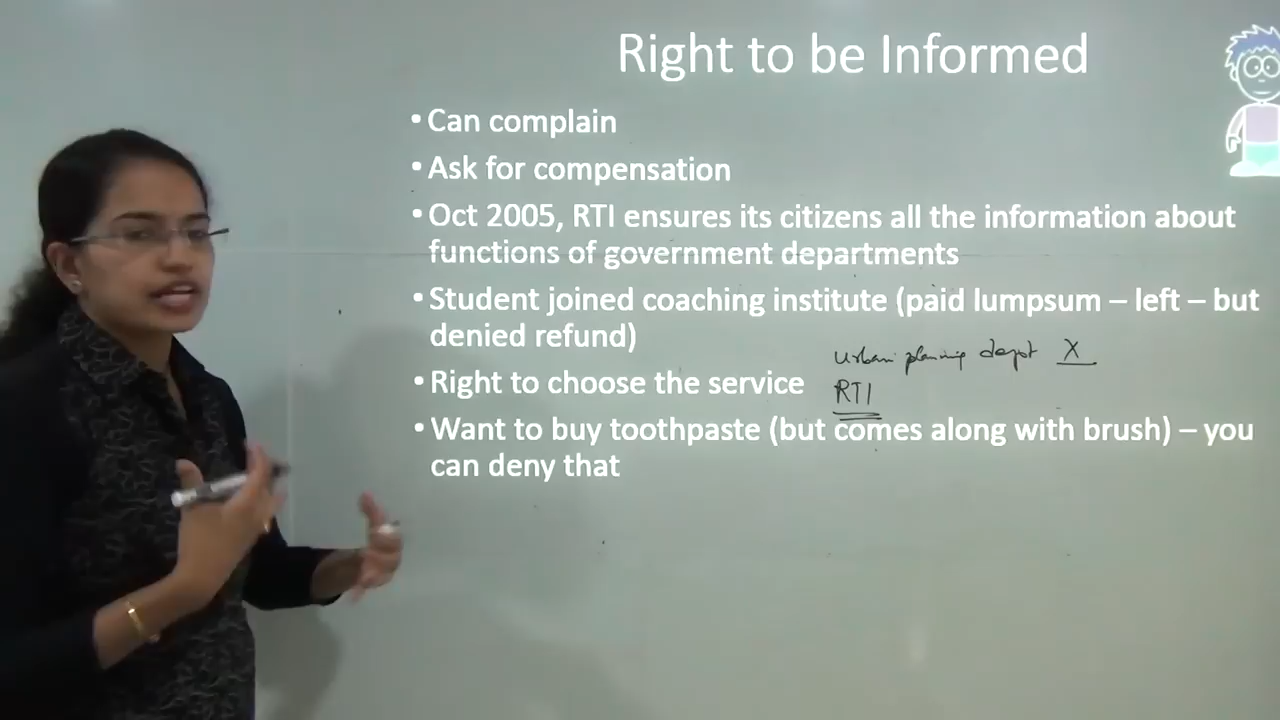 Right to be Informed
• Can complain
• Ask for compensation
• Oct 2005, RTI ensures its citizens all the information about
functions of government departments
• Student joined coaching institute (paid lumpsum – left – but
denied refund)
urban planning depot X
• Right to choose the service
RTI
• Want to buy toothpaste (but comes along with brush) – you
can deny that